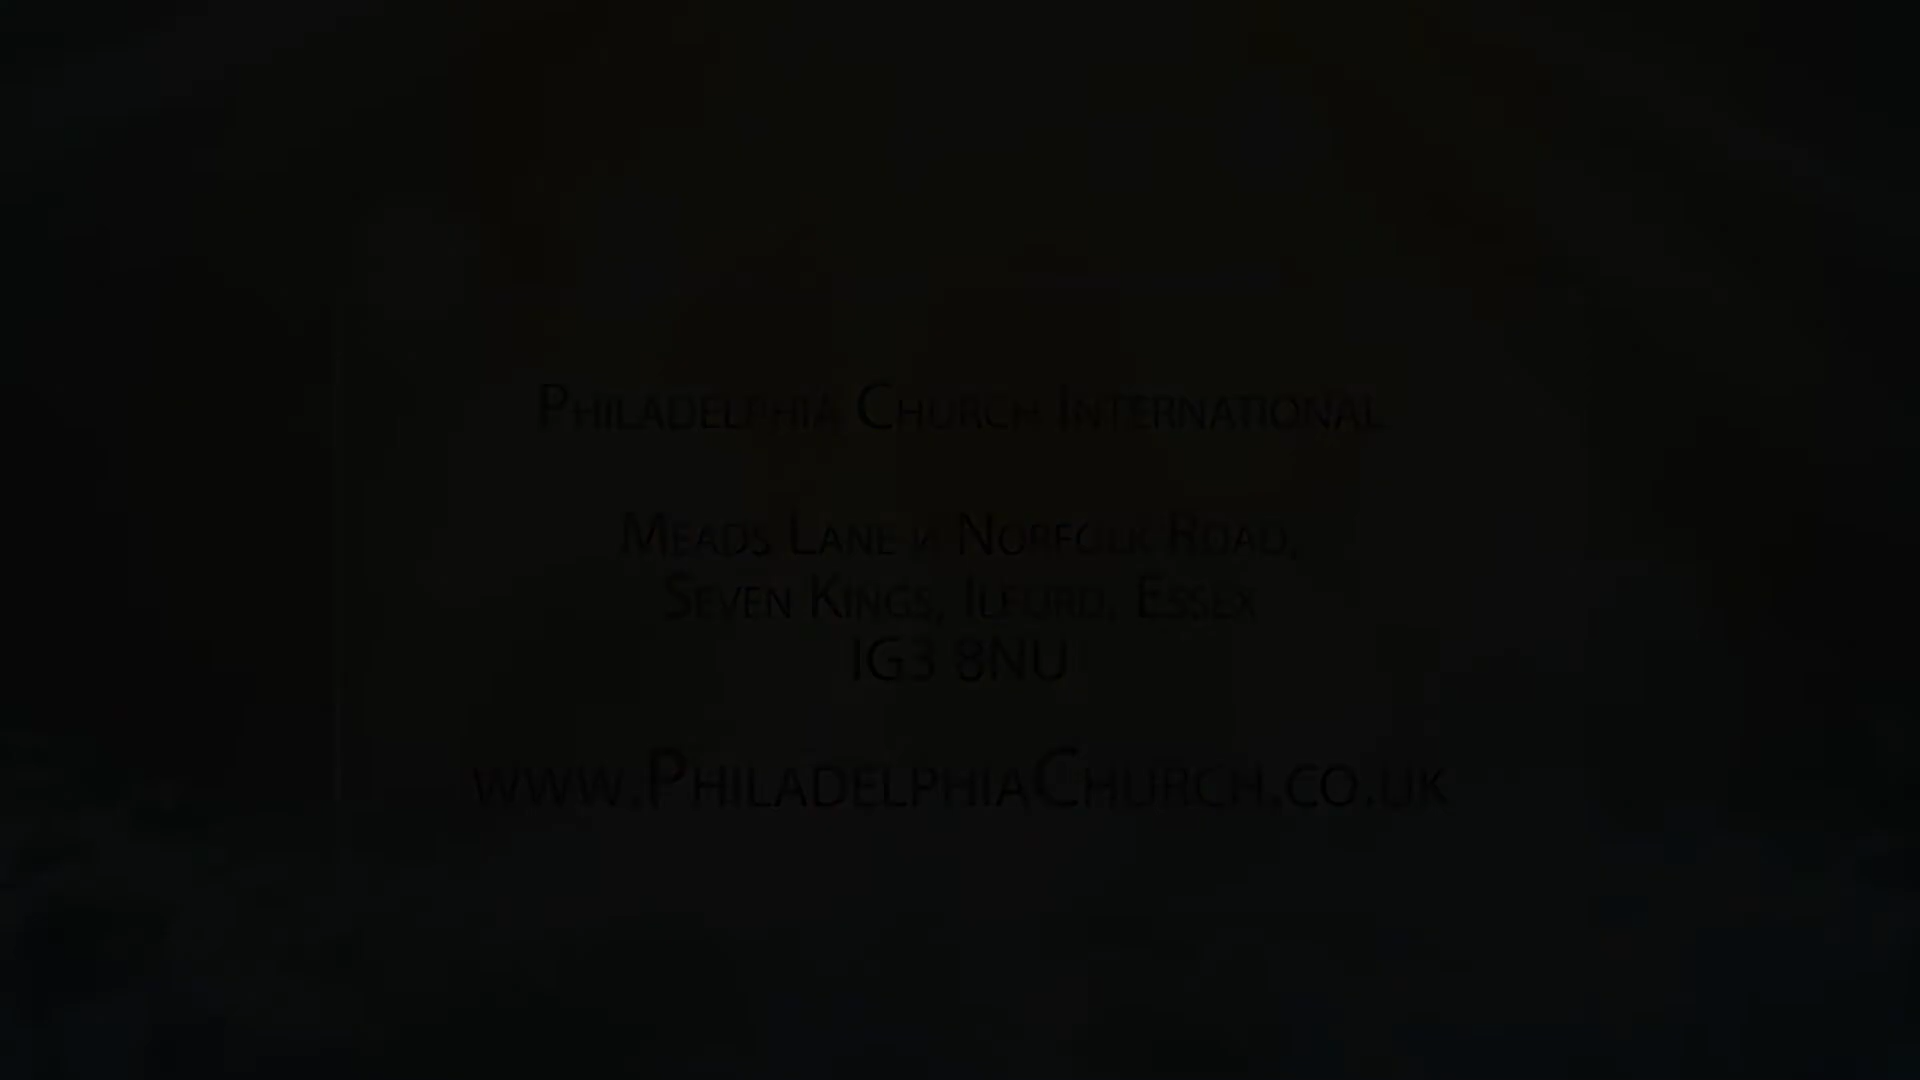 Philadelphia Church International
Meads Lane Norfolk Road,
Seven Kings, Ilford, Essex
IG3 8NU
www.PhiladelphiaChurch.co.uk